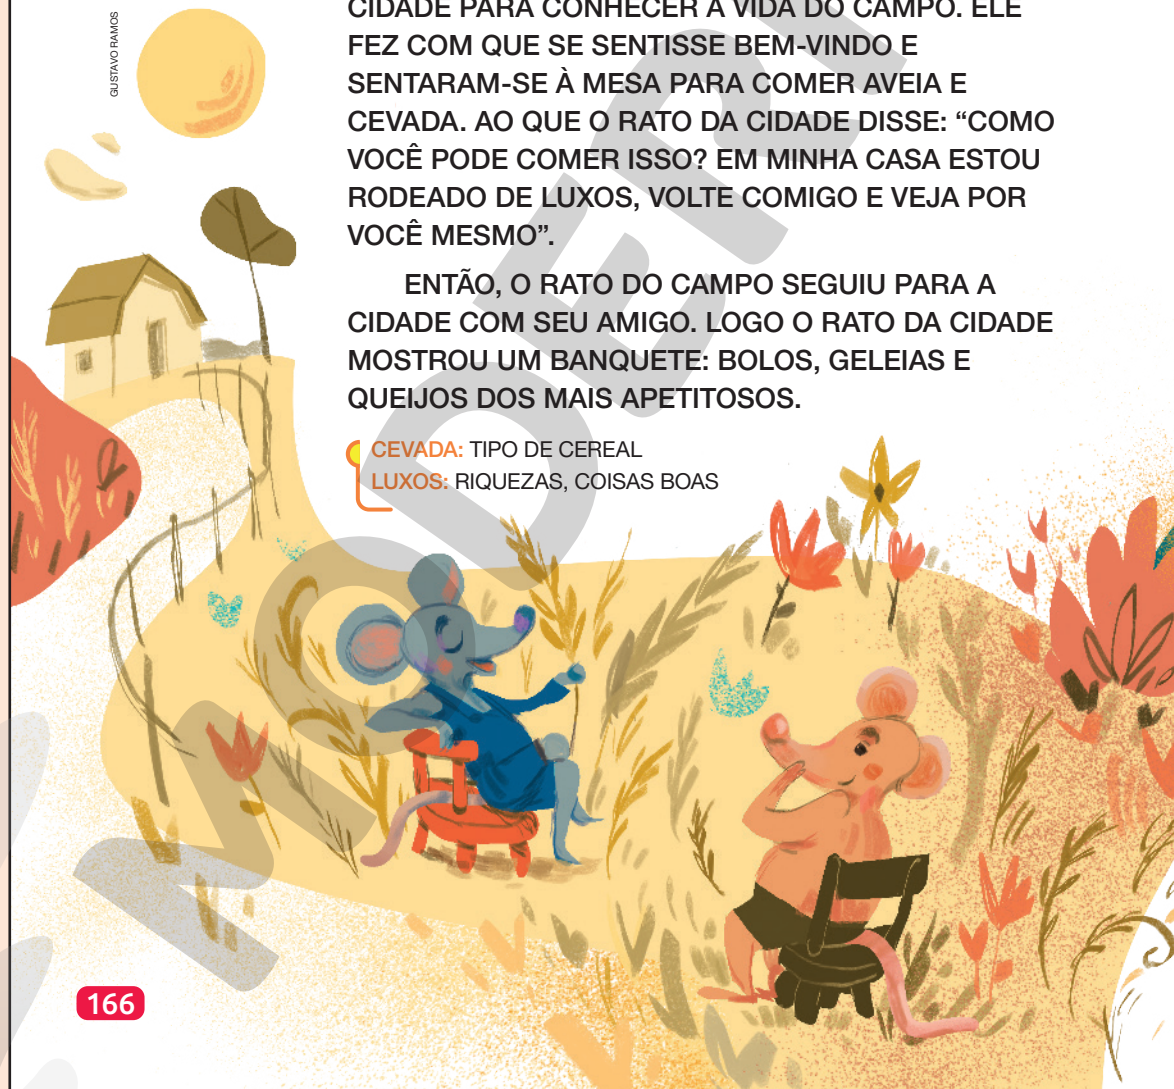 GUSTAVO RAMOS
CIDADE PARA CONHECER A VIDA DO CAMPO. ELE
FEZ COM QUE SE SENTISSE BEM-VINDO E
SENTARAM-SE À MESA PARA COMER AVEIA E
CEVADA. AO QUE O RATO DA CIDADE DISSE: “COMO
VOCÊ PODE COMER ISSO? EM MINHA CASA ESTOU
RODEADO DE LUXOS, VOLTE COMIGO E VEJA POR
VOCÊ MESMO”.
ENTÃO, O RATO DO CAMPO SEGUIU PARA A
CIDADE COM SEU AMIGO. LOGO O RATO DA CIDADE
MOSTROU UM BANQUETE: BOLOS, GELEIAS E
QUEIJOS DOS MAIS APETITOSOS.
CEVADA: TIPO DE CEREAL
LUXOS: RIQUEZAS, COISAS BOAS
166